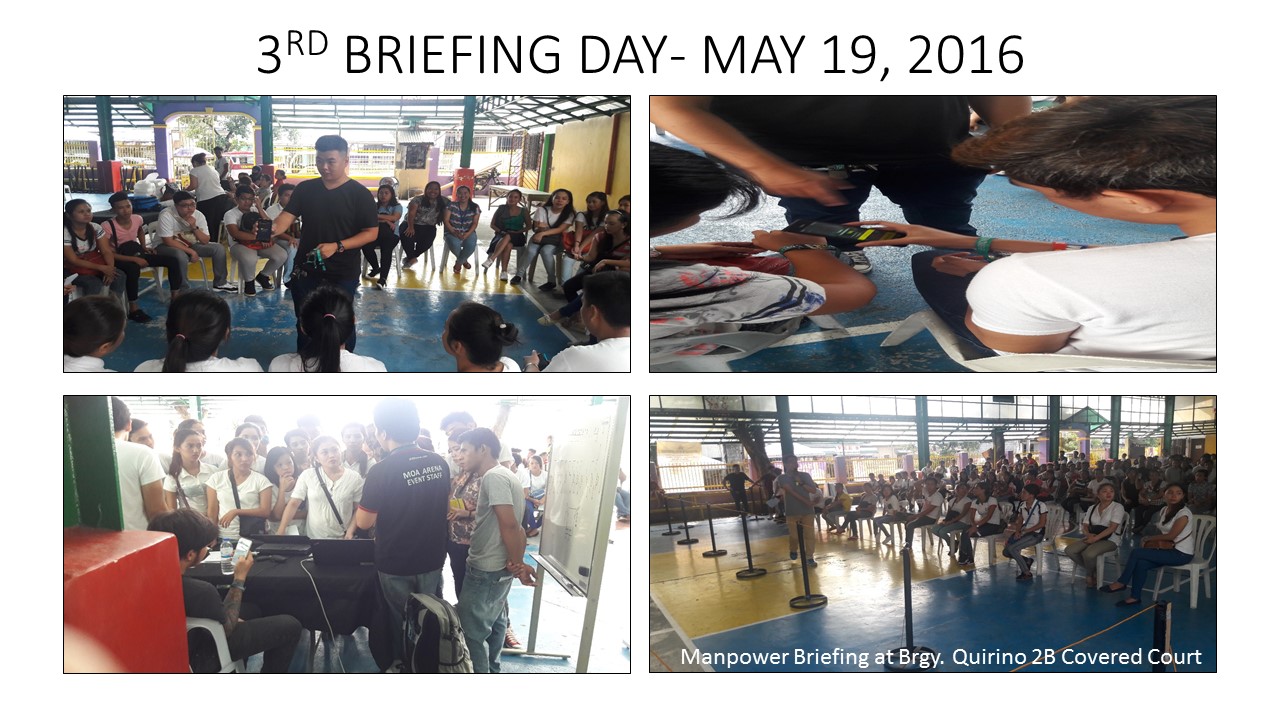 3RD BRIEFING DAY- MAY 19, 2016
MOA ARENA
EVENT STAFF
Manpower Briefing at Brgy. Quirino 2B Covered Court